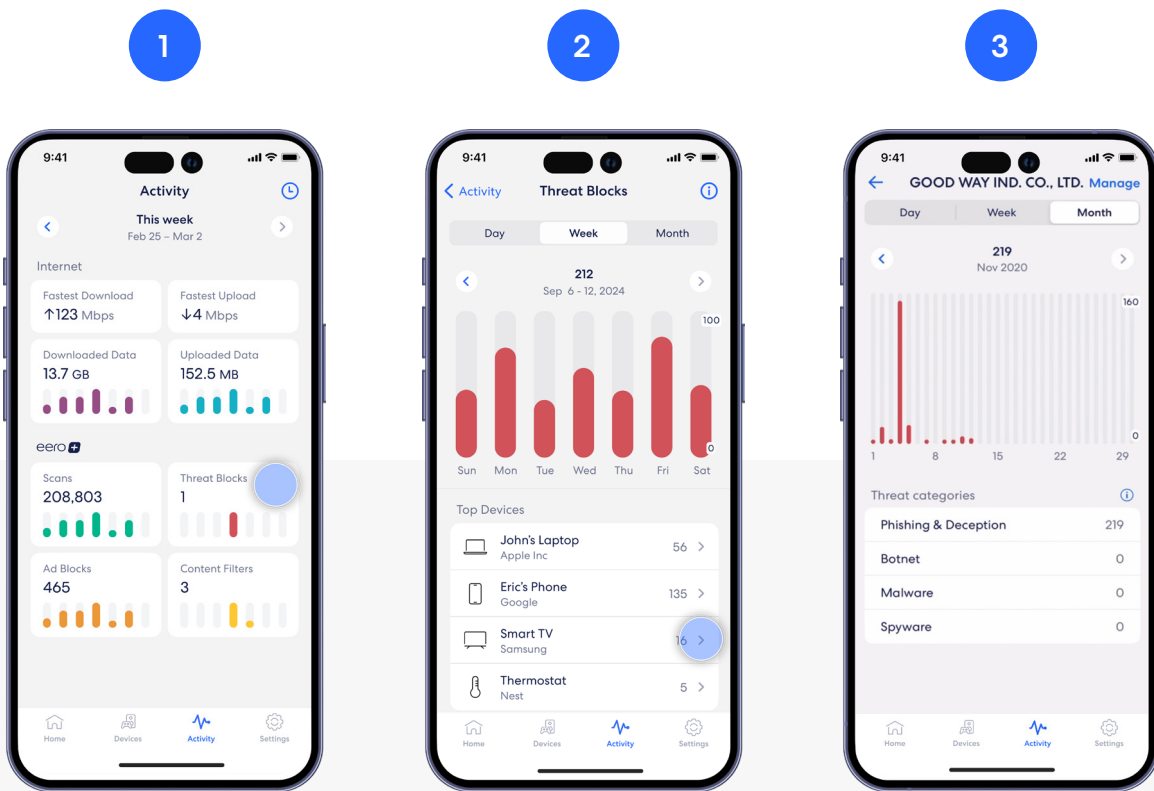 1
9:41
Activity
This week
Feb 25 – Mar 2
Internet
Fastest Download
↑123 Mbps
Fastest Upload
↓4 Mbps
Downloaded Data
13.7 GB
Uploaded Data
152.5 MB
eero+
Scans
208,803
Threat Blocks
1
Ad Blocks
465
Content Filters
3
Home Devices Activity Settings
2
9:41
Activity Threat Blocks
Day Week Month
212
Sep 6 - 12, 2024
100
0
Sun Mon Tue Wed Thu Fri Sat
Top Devices
John's Laptop 56
Apple Inc
Eric's Phone 135
Google
Smart TV 16
Samsung
Thermostat 5
Nest
Home Devices Activity Settings
3
9:41
GOOD WAY IND. CO., LTD. Manage
Day Week Month
219
Nov 2020
160
0
1 8 15 22 29
Threat categories
Phishing & Deception 219
Botnet 0
Malware 0
Spyware 0
Home Devices Activity Settings